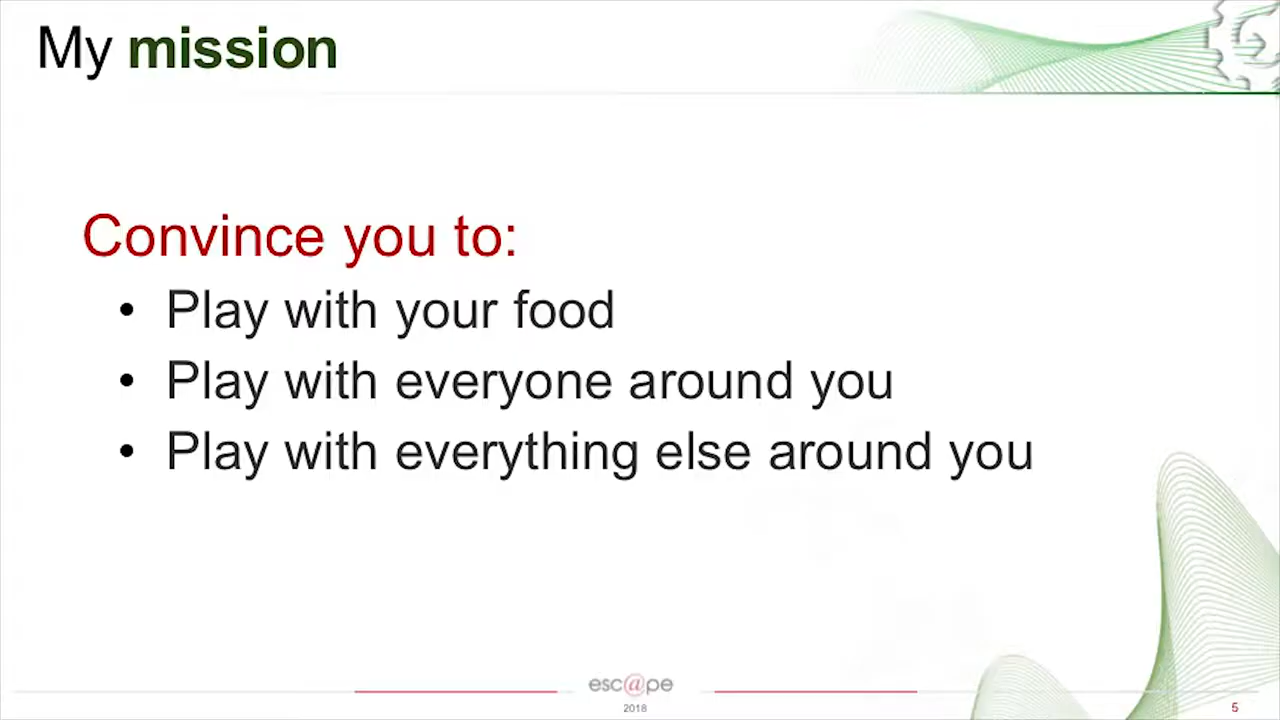 My mission
Convince you to:
• Play with your food
• Play with everyone around you
• Play with everything else around you
esc@pe
2018
5